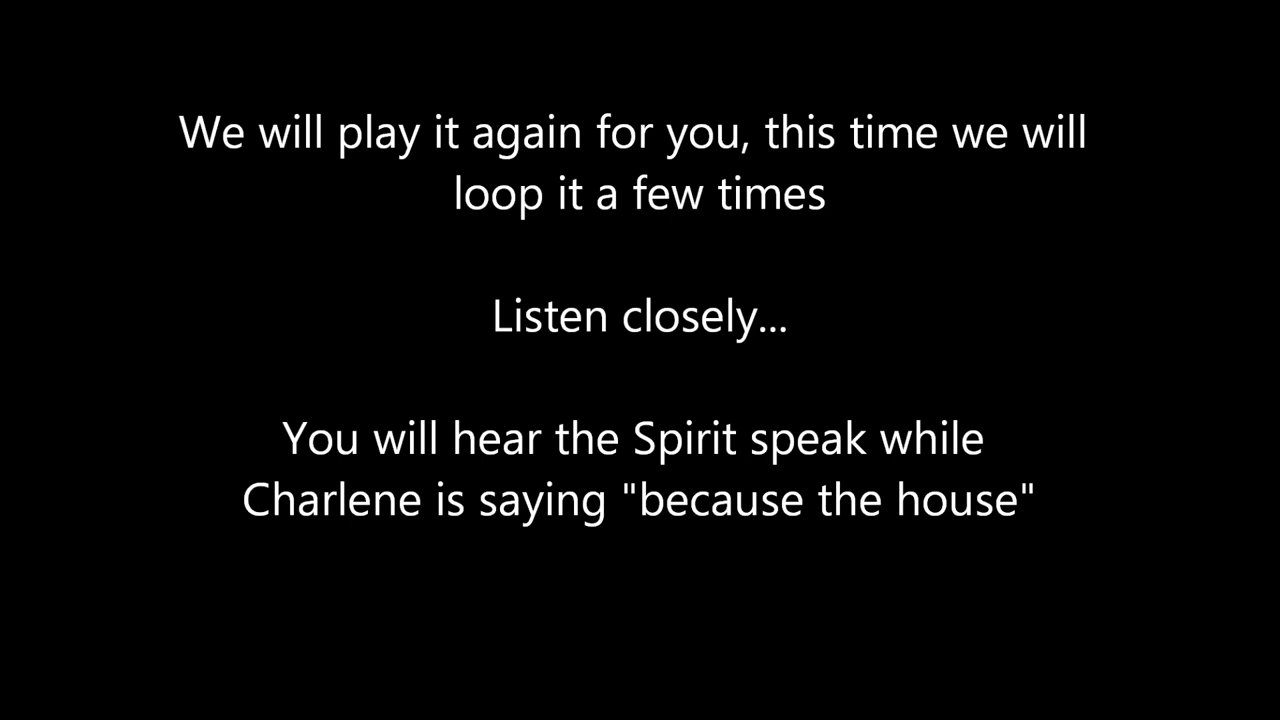 We will play it again for you, this time we will
loop it a few times
Listen closely...
You will hear the Spirit speak while
Charlene is saying "because the house"